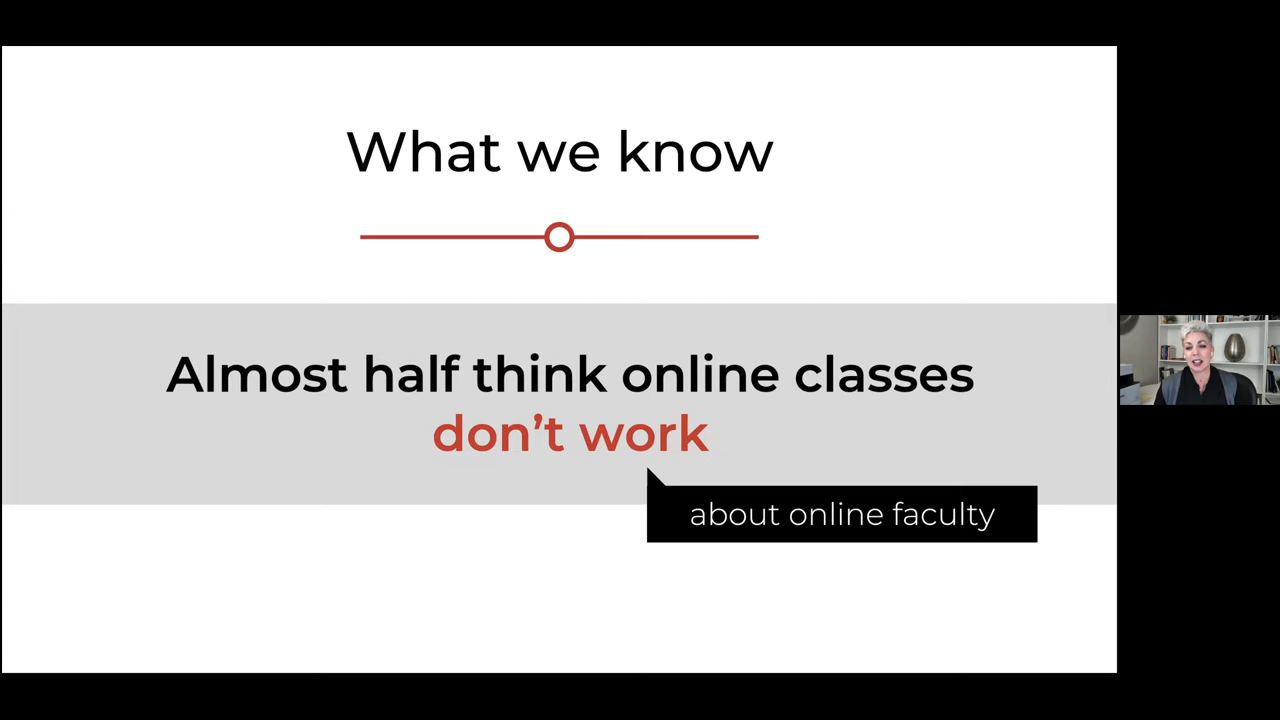 What we know
Almost half think online classes
don’t work
about online faculty